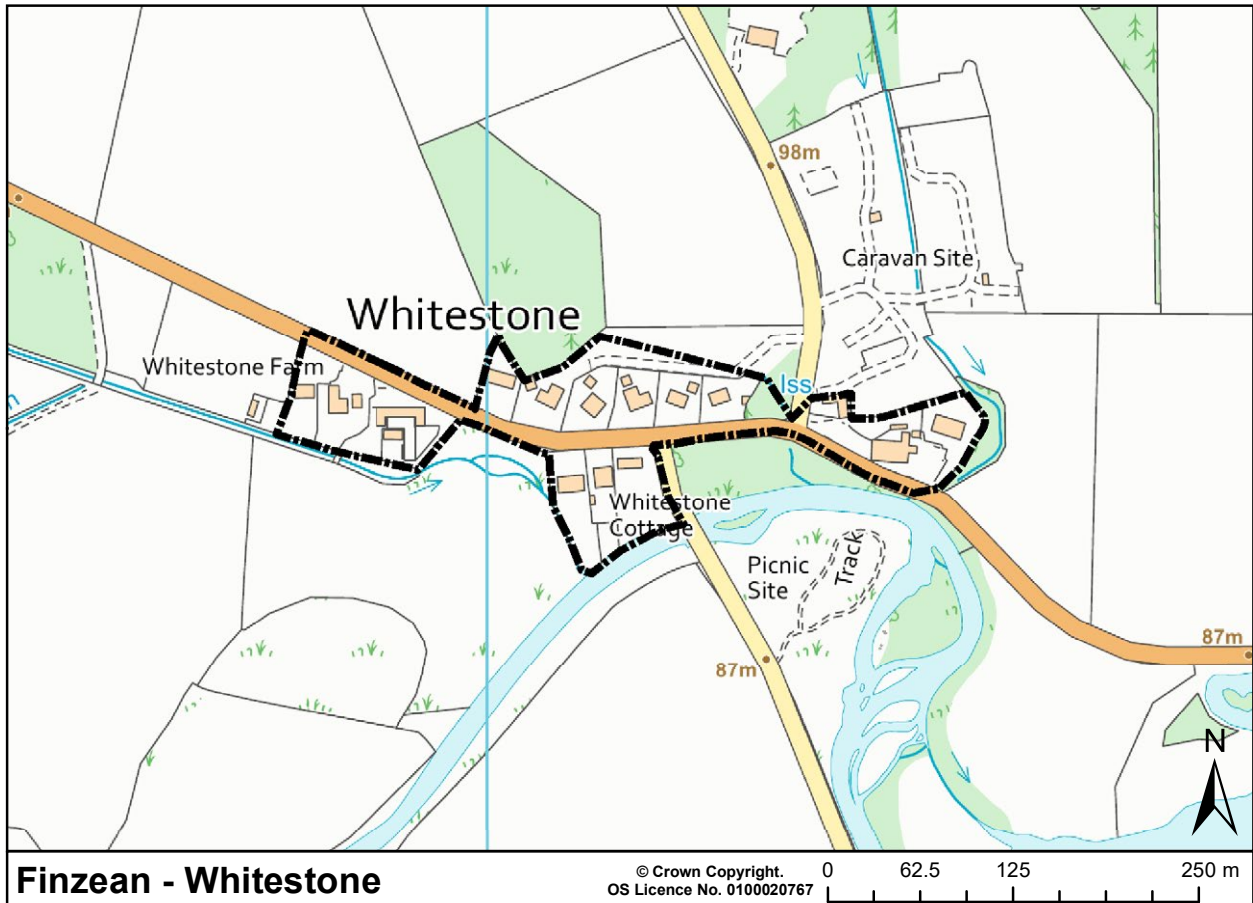 98m
Caravan Site
Whitestone
Whitestone Farm
Iss
Whitestone
Cottage
Picnic
Site
Track
87m
87m
N
Finzean - Whitestone
© Crown Copyright.
OS Licence No. 0100020767
0 62.5 125 250 m